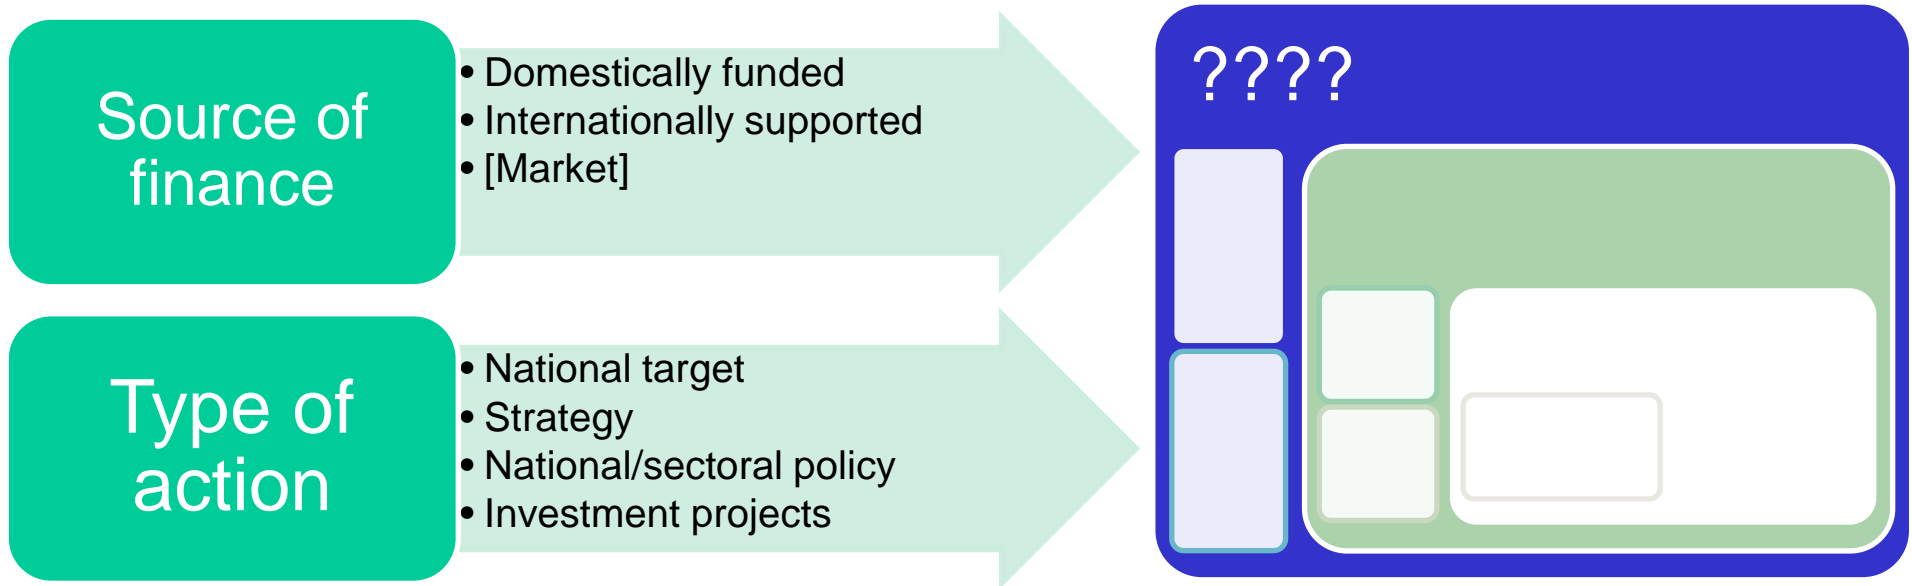 Source of
finance
• Domestically funded
• Internationally supported
• [Market]
????
Type of
action
• National target
• Strategy
• National/sectoral policy
• Investment projects